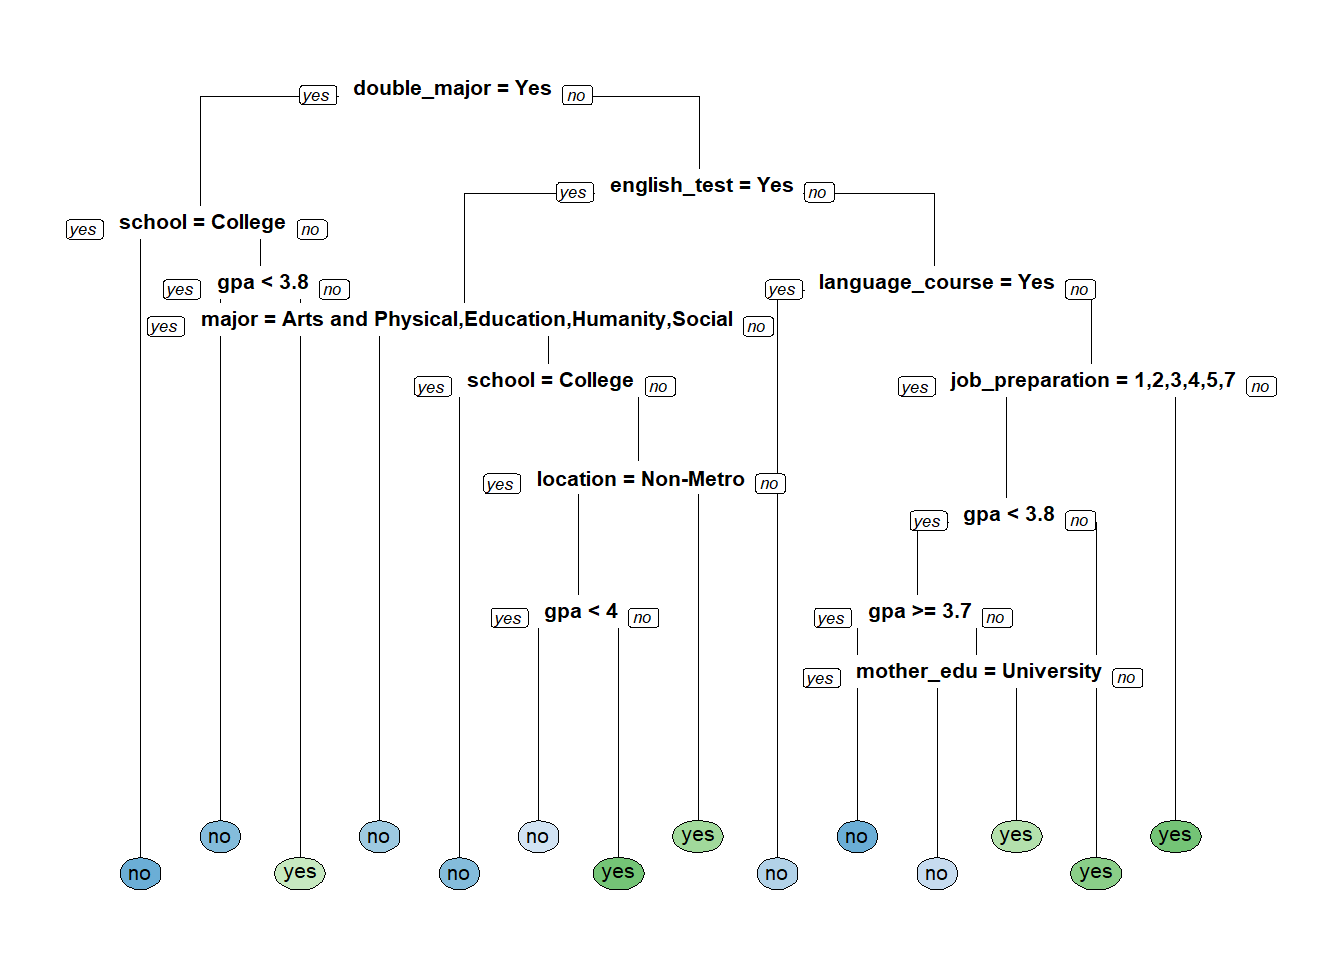 yes double_major = Yes no
yes english_test = Yes no
yes school = College no
yes gpa < 3.8 no
yes language_course = Yes no
yes major = Arts and Physical,Education,Humanity,Social no
yes school = College no
yes job_preparation = 1,2,3,4,5,7 no
yes location = Non-Metro no
yes gpa < 3.8 no
yes gpa < 4 no
yes gpa >= 3.7 no
yes mother_edu = University no
no no yes no no no yes yes no no no yes yes yes